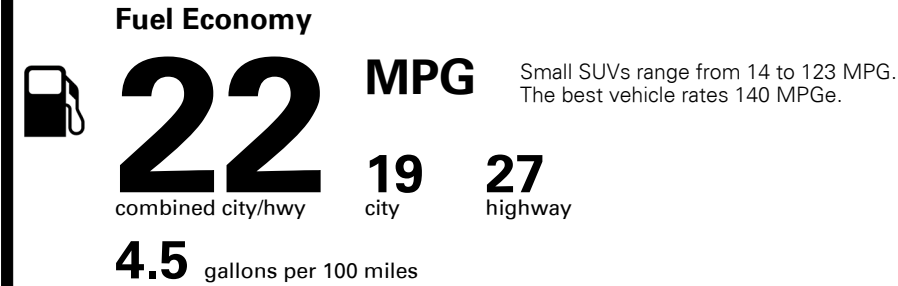 Fuel Economy
22 MPG
Small SUVs range from 14 to 123 MPG.
The best vehicle rates 140 MPGe.
combined city/hwy
19 city
27 highway
4.5 gallons per 100 miles